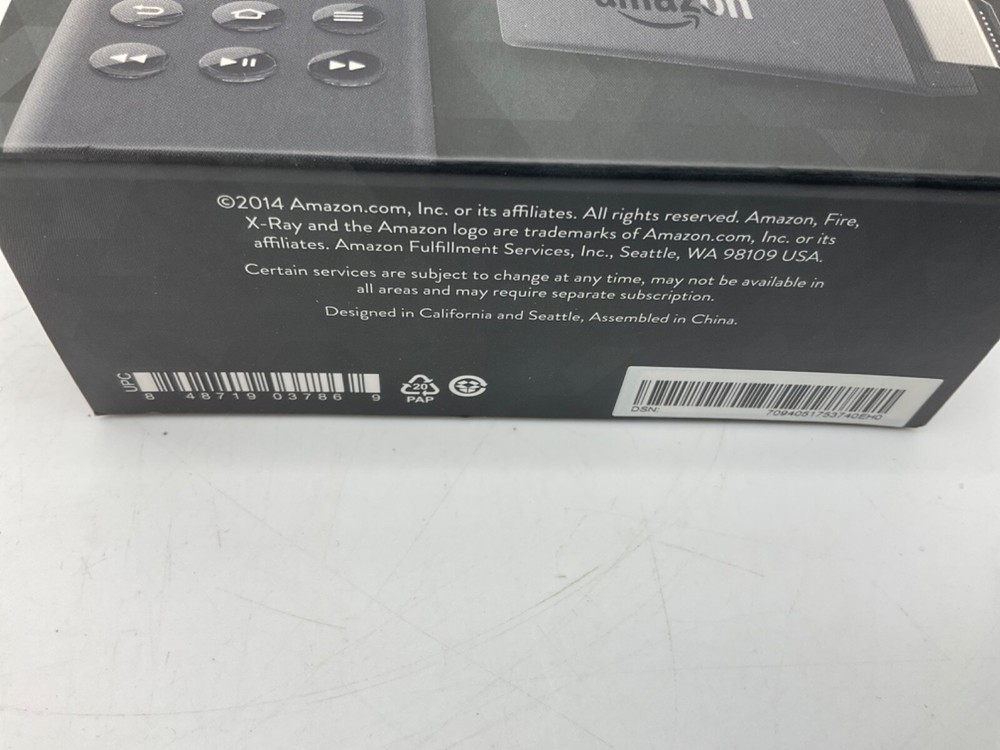 amazon
©2014 Amazon.com, Inc. or its affiliates. All rights reserved. Amazon, Fire,
X-Ray and the Amazon logo are trademarks of Amazon.com, Inc. or its
affiliates. Amazon Fulfillment Services, Inc., Seattle, WA 98109 USA.
Certain services are subject to change at any time, may not be available in
all areas and may require separate subscription.
Designed in California and Seattle, Assembled in China.
UPC
8 48719 03786 9
20
PAP
DSN: